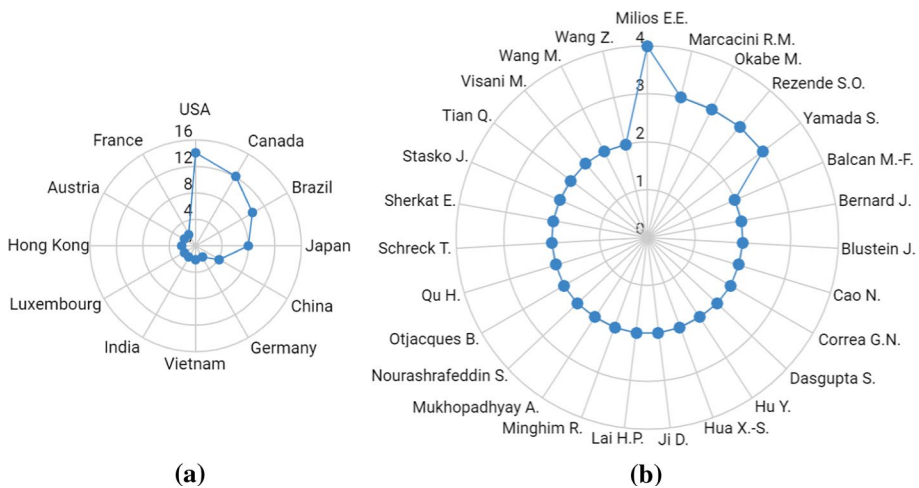 USA
16
12
8
4
France
Canada
Austria
Brazil
Hong Kong
Japan
Luxembourg
China
India
Germany
Vietnam
(a)
Milios E.E.
4
3
2
1
0
Wang Z.
Marcacini R.M.
Wang M.
Okabe M.
Visani M.
Rezende S.O.
Tian Q.
Yamada S.
Stasko J.
Balcan M.-F.
Sherkat E.
Bernard J.
Schreck T.
Blustein J.
Qu H.
Cao N.
Otjacques B.
Correa G.N.
Nourashrafeddin S.
Dasgupta S.
Mukhopadhyay A.
Hu Y.
Minghim R.
Hua X.-S.
Lai H.P.
Ji D.
(b)